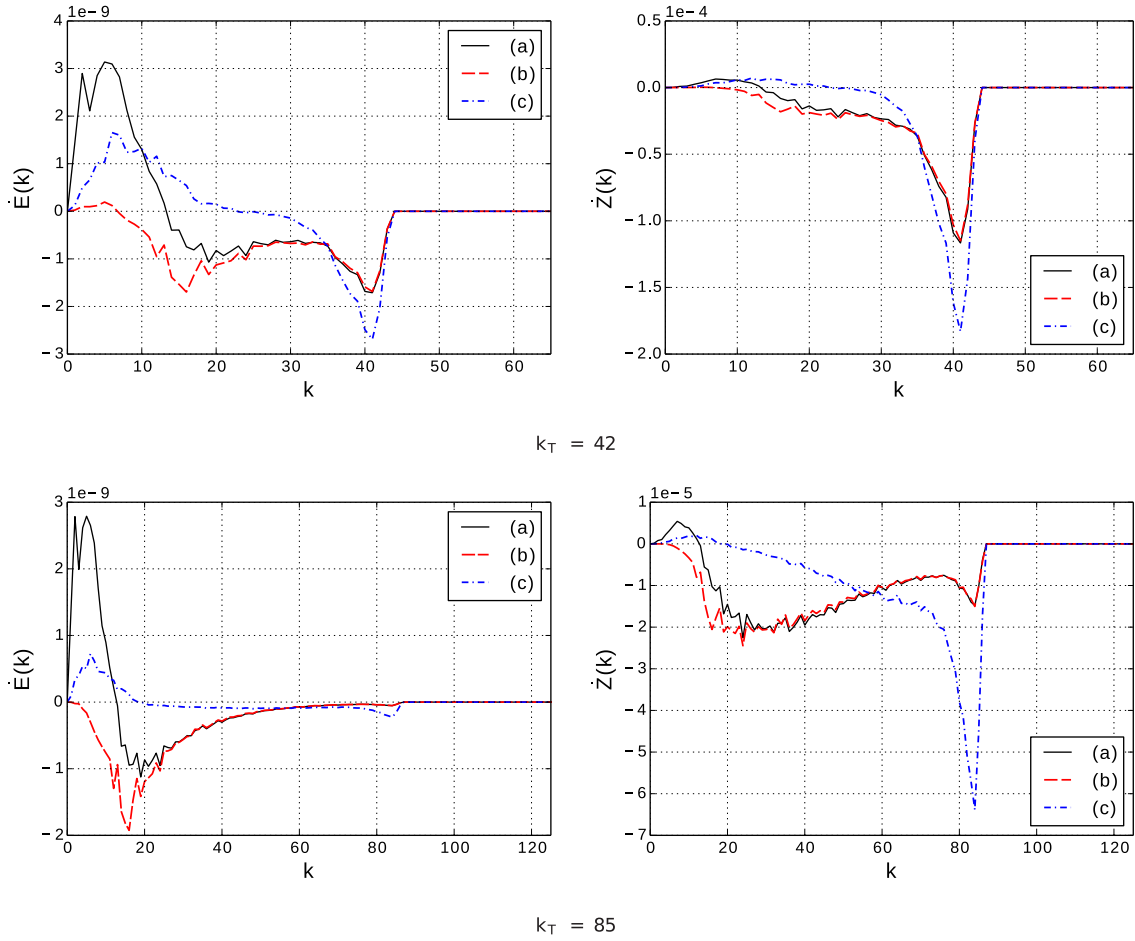 1e−9
4
3
2
1
0
−1
−2
−3
Ė(k)
0 10 20 30 40 50 60
k
(a)
(b)
(c)
1e−4
0.5
0.0
−0.5
−1.0
−1.5
−2.0
Ż(k)
0 10 20 30 40 50 60
k
(a)
(b)
(c)
k_T = 42
1e−9
3
2
1
0
−1
−2
Ė(k)
0 20 40 60 80 100 120
k
(a)
(b)
(c)
1e−5
1
0
−1
−2
−3
−4
−5
−6
−7
Ż(k)
0 20 40 60 80 100 120
k
(a)
(b)
(c)
k_T = 85